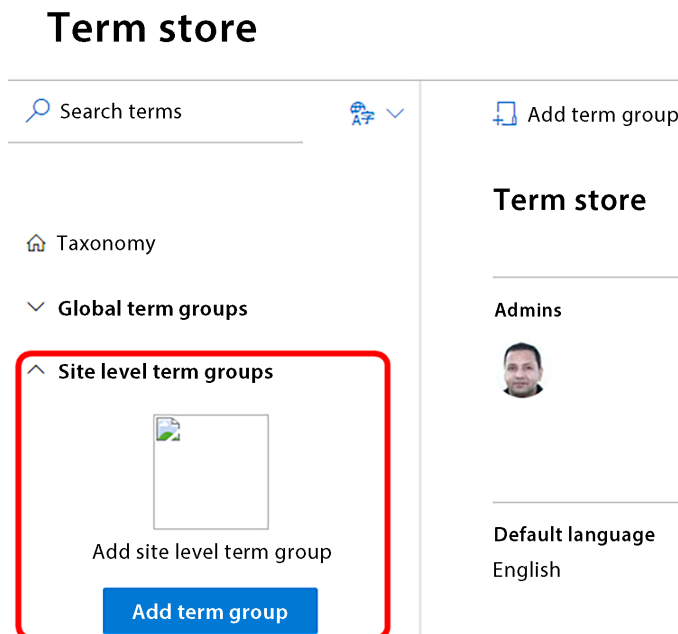 Term store
Search terms
Add term group
Term store
Taxonomy
Global term groups
Admins
Site level term groups
Add site level term group
Default language
English
Add term group